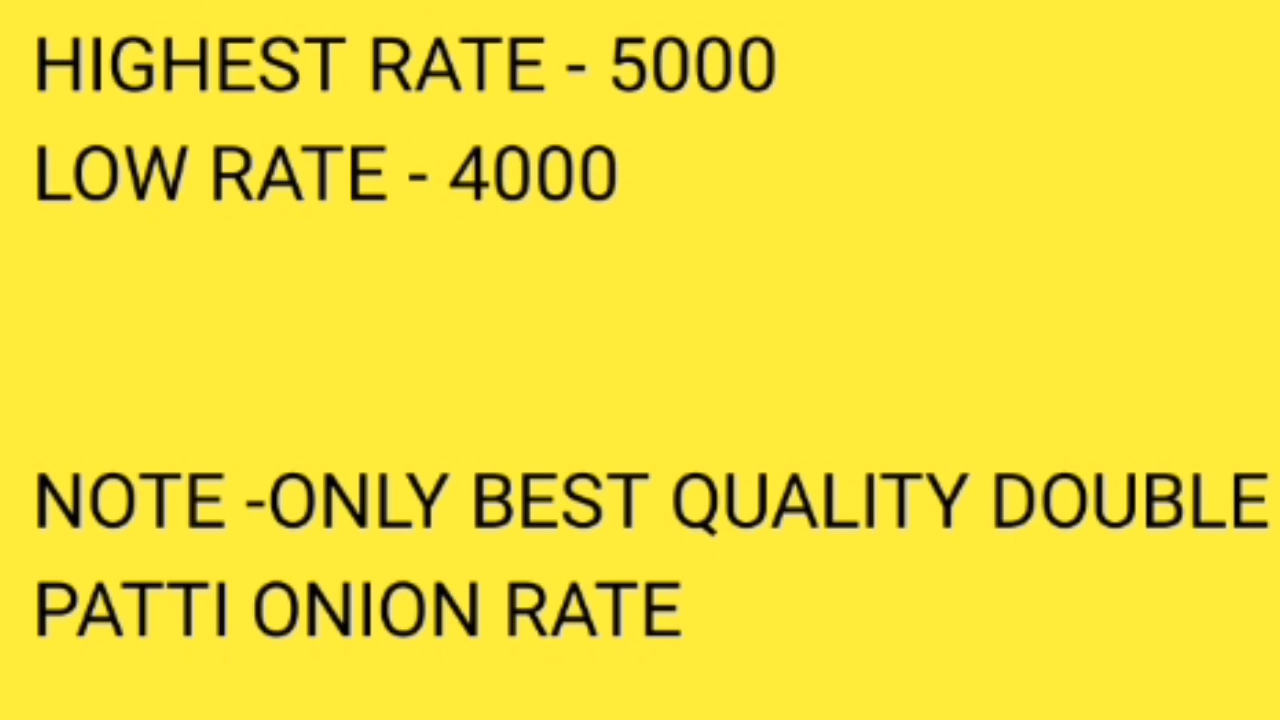 HIGHEST RATE - 5000
LOW RATE - 4000
NOTE -ONLY BEST QUALITY DOUBLE
PATTI ONION RATE